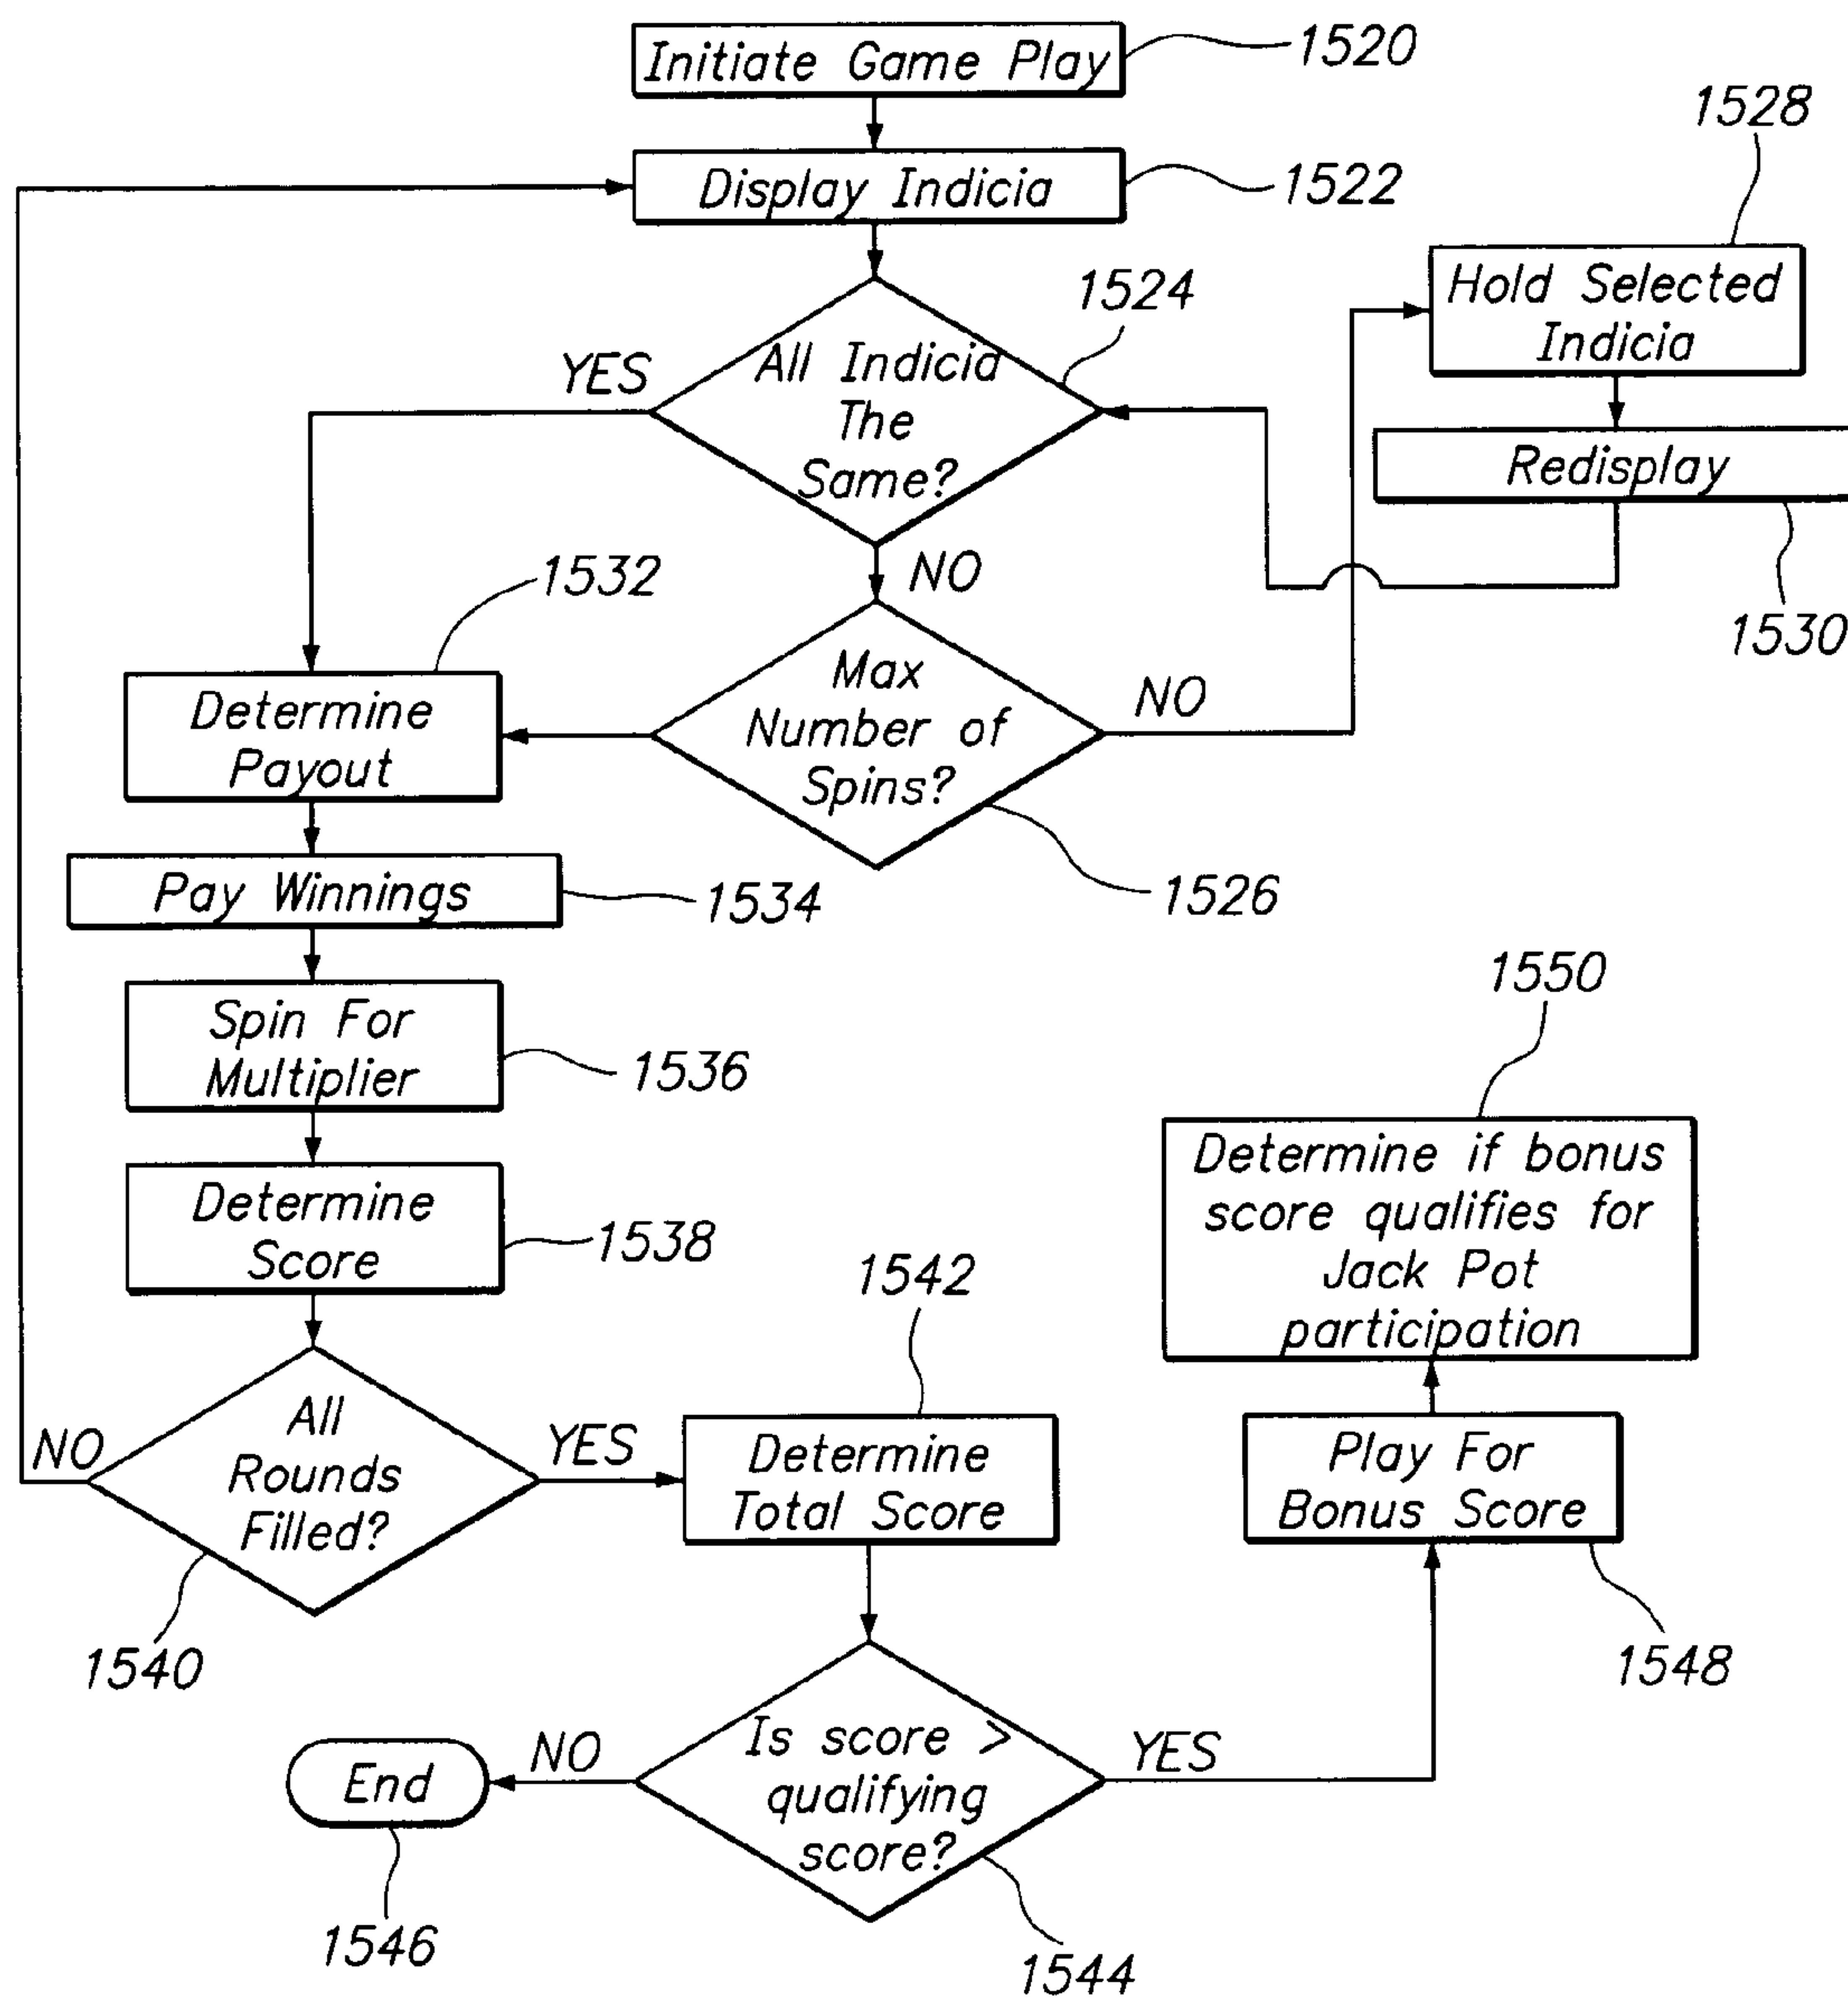 Initiate Game Play
1520
Display Indicia
1522
1528
Hold Selected
Indicia
1524
All Indicia
The
Same?
YES
NO
Redisplay
1530
1532
Determine
Payout
Max
Number of
Spins?
NO
1526
Pay Winnings
1534
Spin For
Multiplier
1536
Determine
Score
1538
All
Rounds
Filled?
NO
YES
1540
1542
Determine
Total Score
1550
Determine if bonus
score qualifies for
Jack Pot
participation
Play For
Bonus Score
1548
Is score >
qualifying
score?
NO
YES
1544
End
1546